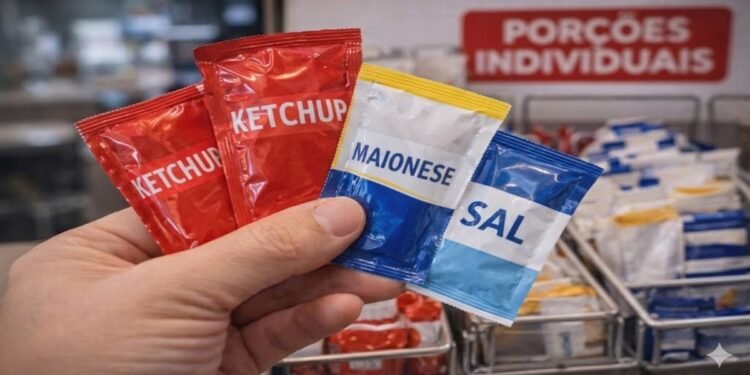 PORÇÕES
INDIVIDUAIS
KETCHUP
KETCHUP
MAIONESE
SAL